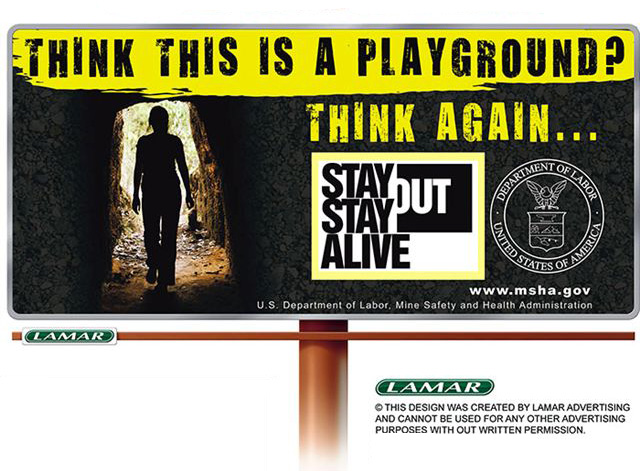 THINK THIS IS A PLAYGROUND?
THINK AGAIN...
STAY OUT
STAY
ALIVE
DEPARTMENT OF LABOR
UNITED STATES OF AMERICA
www.msha.gov
U.S. Department of Labor, Mine Safety and Health Administration
LAMAR
LAMAR
© THIS DESIGN WAS CREATED BY LAMAR ADVERTISING
AND CANNOT BE USED FOR ANY OTHER ADVERTISING
PURPOSES WITH OUT WRITTEN PERMISSION.